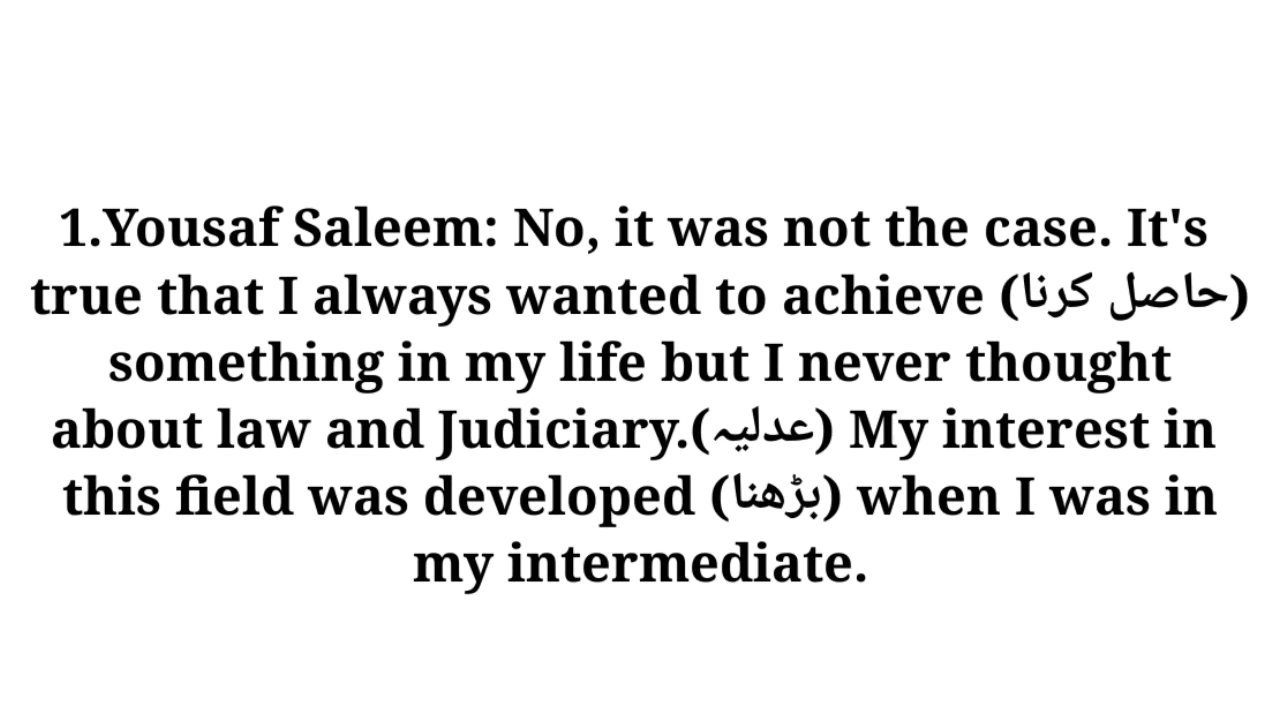 1.Yousaf Saleem: No, it was not the case. It's
true that I always wanted to achieve (حاصل کرنا)
something in my life but I never thought
about law and Judiciary.(عدلیہ) My interest in
this field was developed (بڑھنا) when I was in
my intermediate.